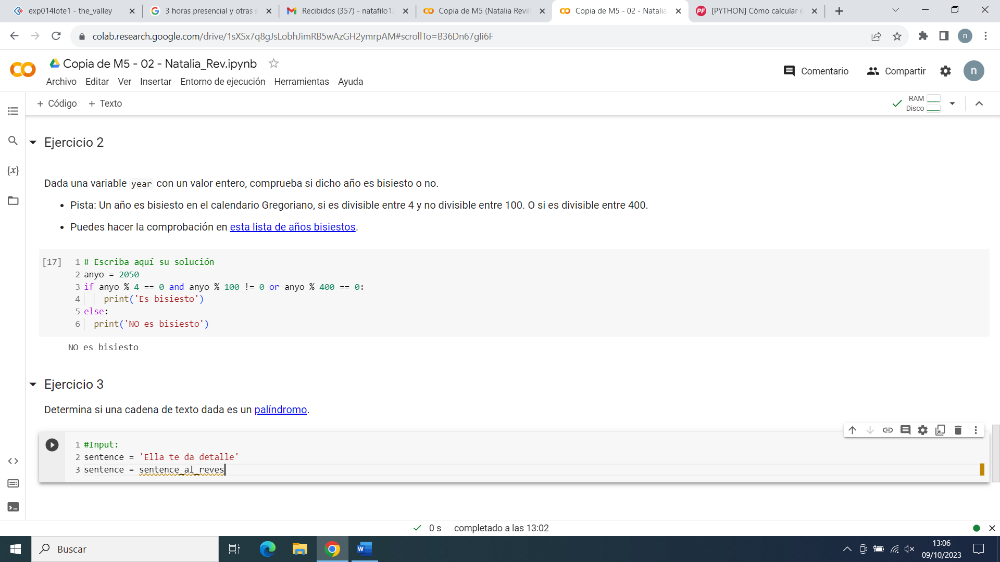 exp014lote1 - the_valley
3 horas presencial y otras s
Recibidos (357) - natafilo12
Copia de M5 (Natalia Revil
Copia de M5 - 02 - Natalia
[PYTHON] Cómo calcular e
colab.research.google.com/drive/1sXSx7q8gJsLobhJimRB5wAzGH2ymrpAM#scrollTo=B36Dn67gIi6F
n
Copia de M5 - 02 - Natalia_Rev.ipynb
Comentario
Compartir
n
Archivo Editar Ver Insertar Entorno de ejecución Herramientas Ayuda
+ Código + Texto
RAM
Disco
Ejercicio 2
Dada una variable year con un valor entero, comprueba si dicho año es bisiesto o no.
• Pista: Un año es bisiesto en el calendario Gregoriano, si es divisible entre 4 y no divisible entre 100. O si es divisible entre 400.
• Puedes hacer la comprobación en esta lista de años bisiestos.
[17] 1 # Escriba aquí su solución
2 anyo = 2050
3 if anyo % 4 == 0 and anyo % 100 != 0 or anyo % 400 == 0:
4 print('Es bisiesto')
5 else:
6 print('NO es bisiesto')
NO es bisiesto
Ejercicio 3
Determina si una cadena de texto dada es un palíndromo.
1 #Input:
2 sentence = 'Ella te da detalle'
3 sentence = sentence_al_reves
0 s completado a las 13:02
Buscar
13:06
09/10/2023